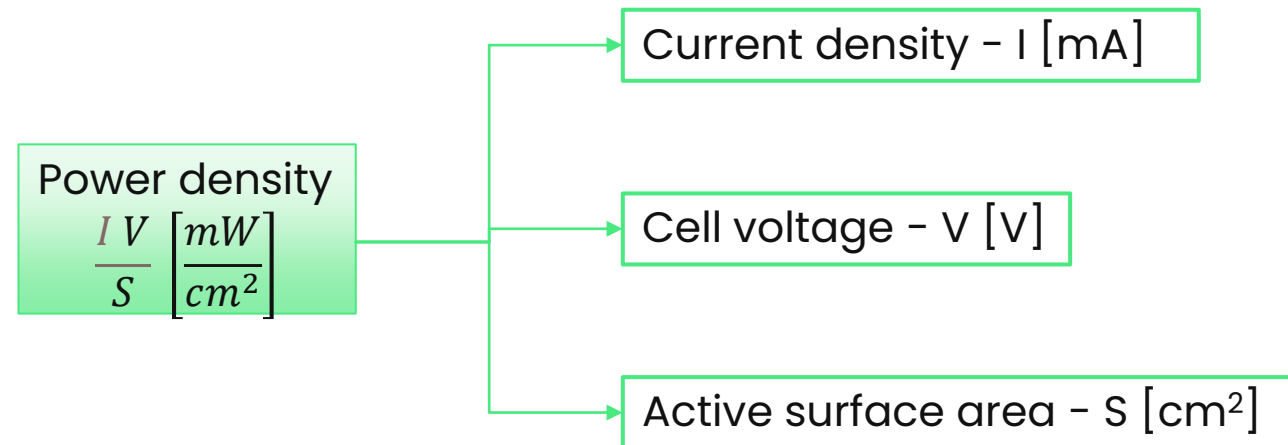 Current density - I [mA]
Power density
I V / S [mW / cm²]
Cell voltage - V [V]
Active surface area - S [cm²]